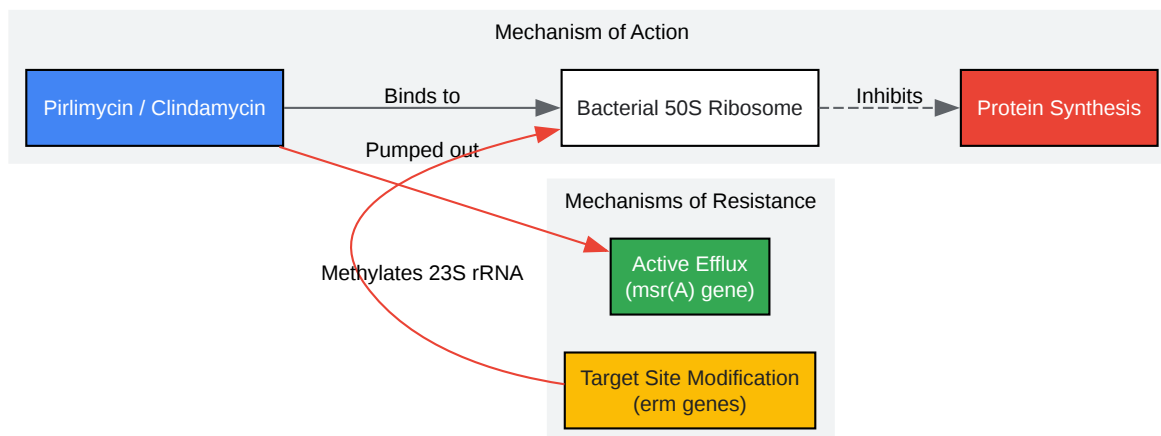 Mechanism of Action
Pirlimycin / Clindamycin
Binds to
Bacterial 50S Ribosome
Inhibits
Protein Synthesis
Pumped out
Mechanisms of Resistance
Active Efflux
(msr(A) gene)
Methylates 23S rRNA
Target Site Modification
(erm genes)